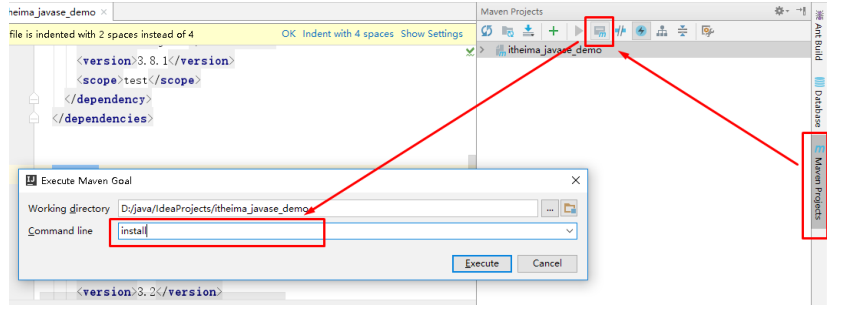 heima_javase_demo ×
Maven Projects
file is indented with 2 spaces instead of 4
OK Indent with 4 spaces Show Settings
<version>3.8.1</version>
<scope>test</scope>
</dependency>
</dependencies>
itheima_javase_demo
Ant Build
Database
m Maven Projects
Execute Maven Goal
Working directory
D:/java/IdeaProjects/itheima_javase_demo
...
Command line
install
Execute
Cancel
<version>3.2</version>